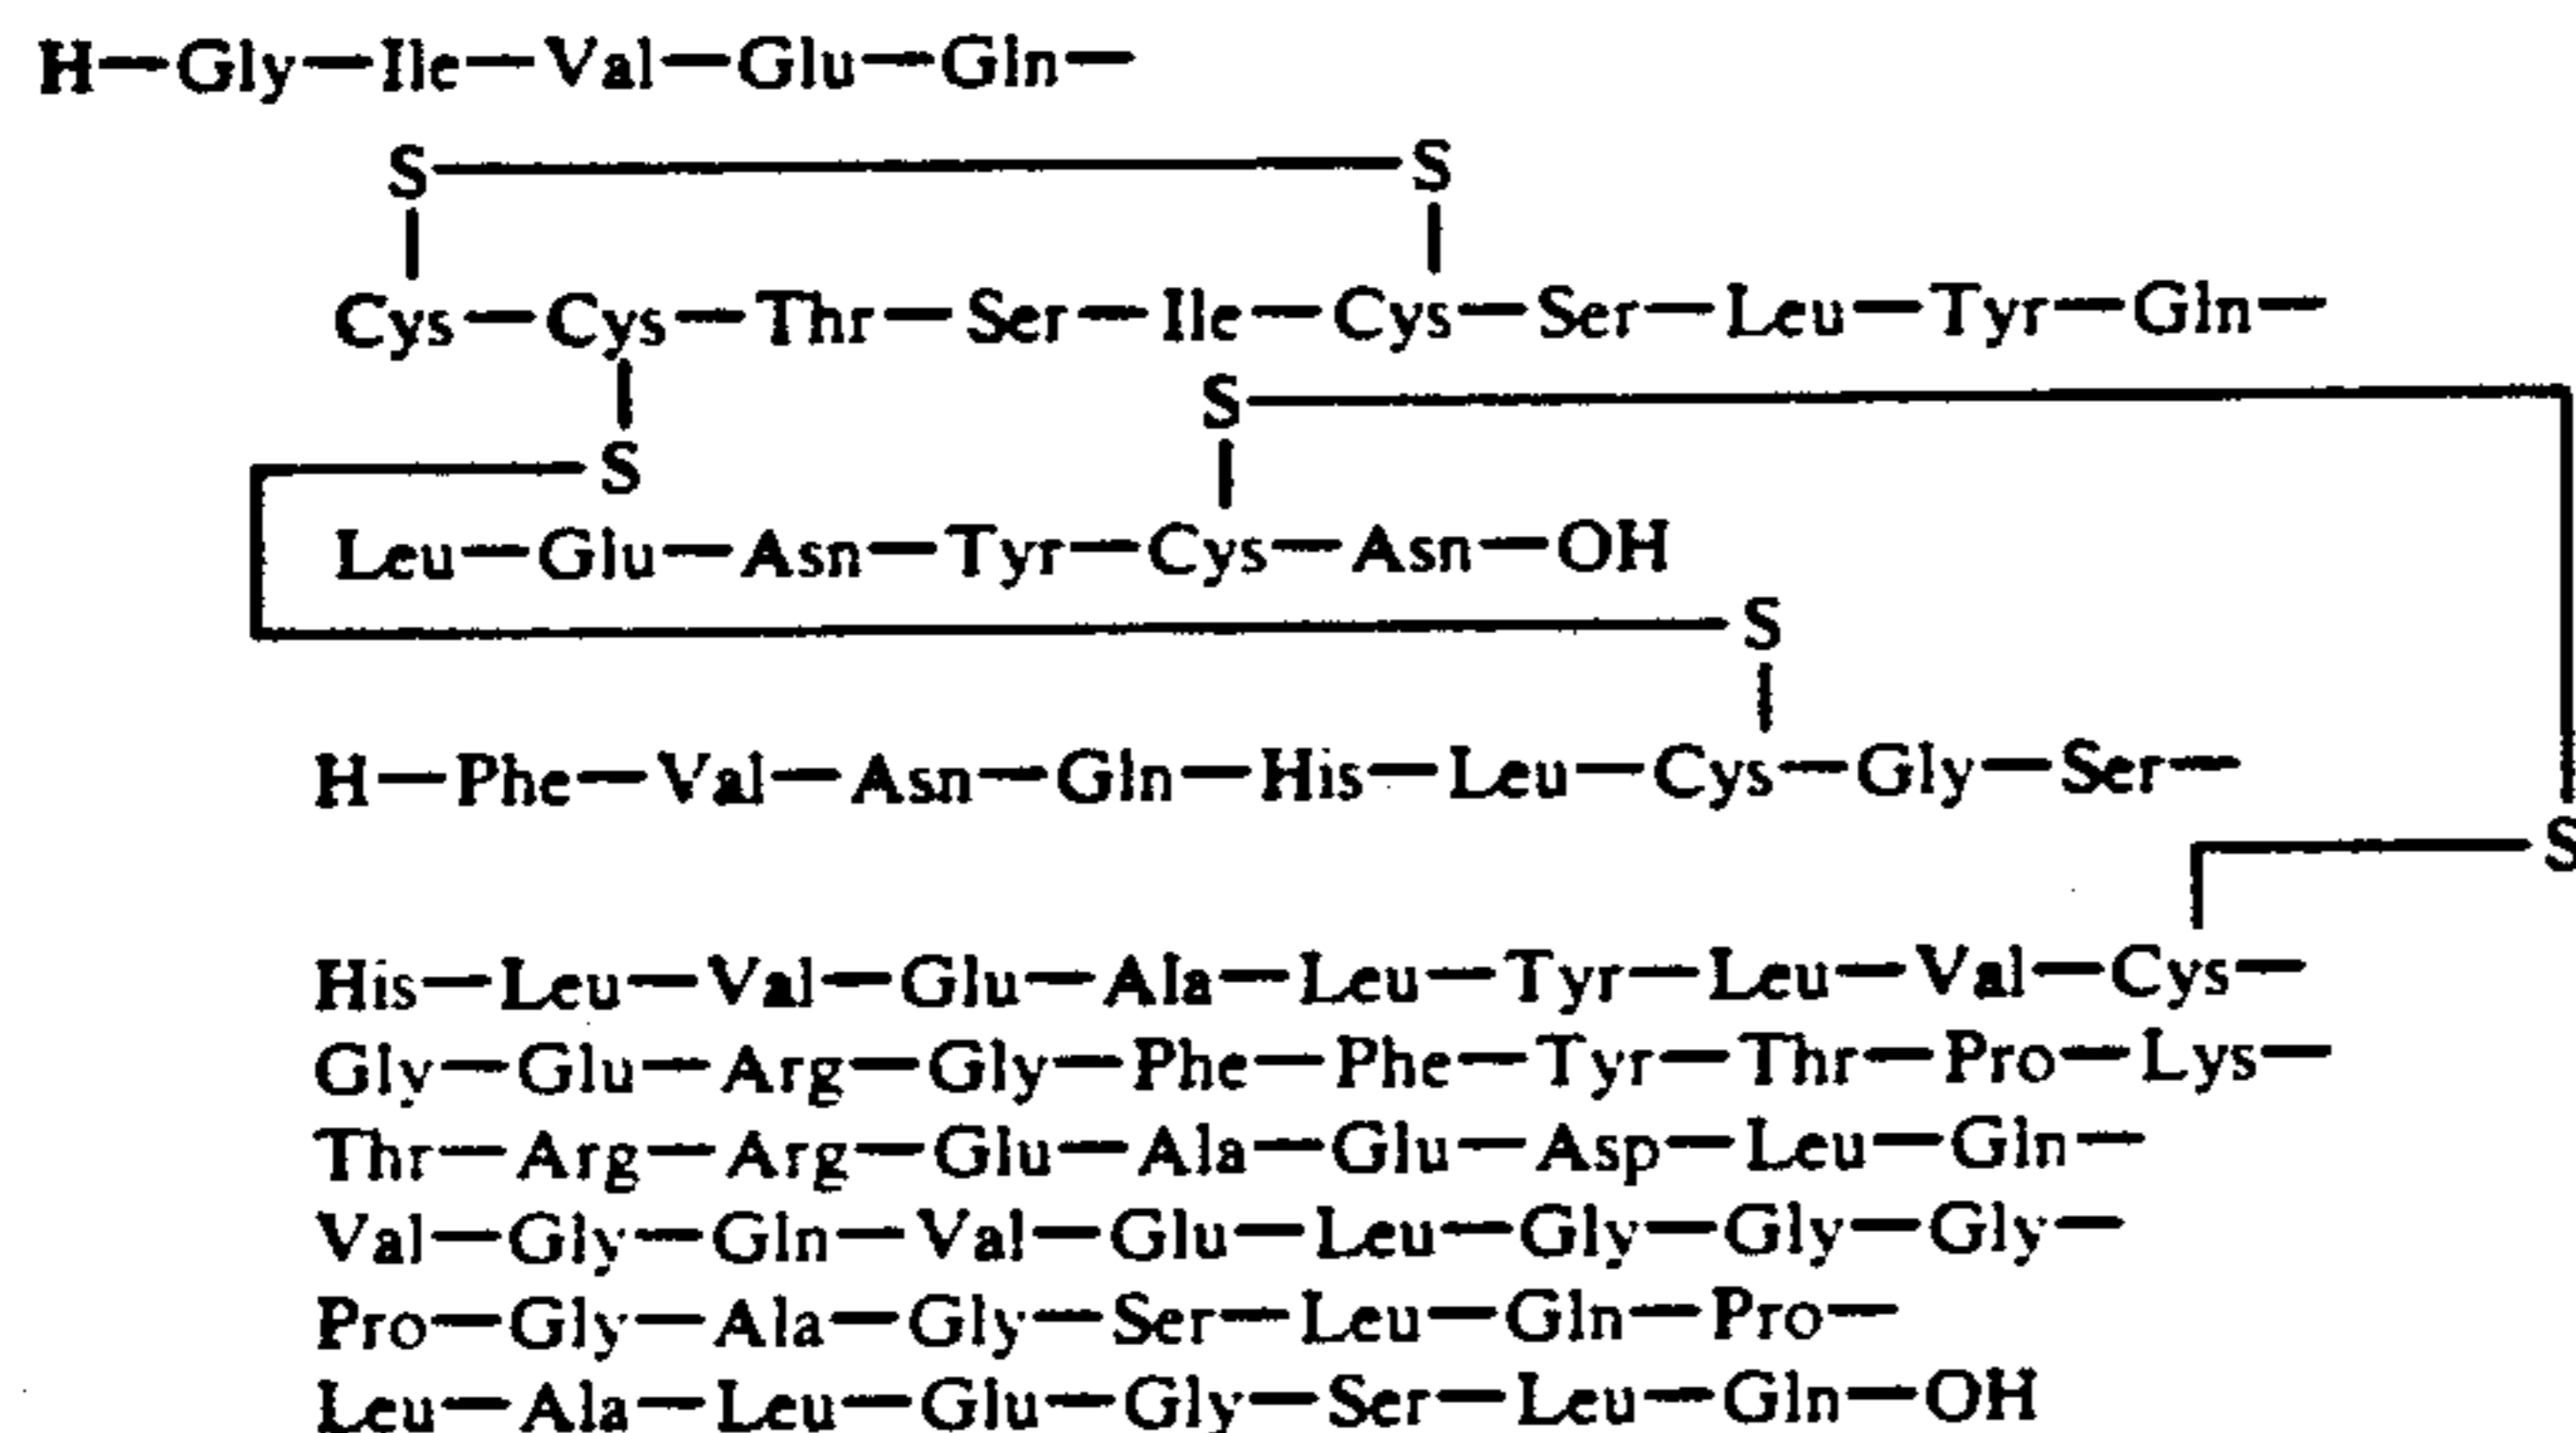 H—Gly—Ile—Val—Glu—Gln—
S—S
Cys—Cys—Thr—Ser—Ile—Cys—Ser—Leu—Tyr—Gln—
S
S
Leu—Glu—Asn—Tyr—Cys—Asn—OH
S
H—Phe—Val—Asn—Gln—His—Leu—Cys—Gly—Ser—
S
His—Leu—Val—Glu—Ala—Leu—Tyr—Leu—Val—Cys—
Gly—Glu—Arg—Gly—Phe—Phe—Tyr—Thr—Pro—Lys—
Thr—Arg—Arg—Glu—Ala—Glu—Asp—Leu—Gln—
Val—Gly—Gln—Val—Glu—Leu—Gly—Gly—Gly—
Pro—Gly—Ala—Gly—Ser—Leu—Gln—Pro—
Leu—Ala—Leu—Glu—Gly—Ser—Leu—Gln—OH